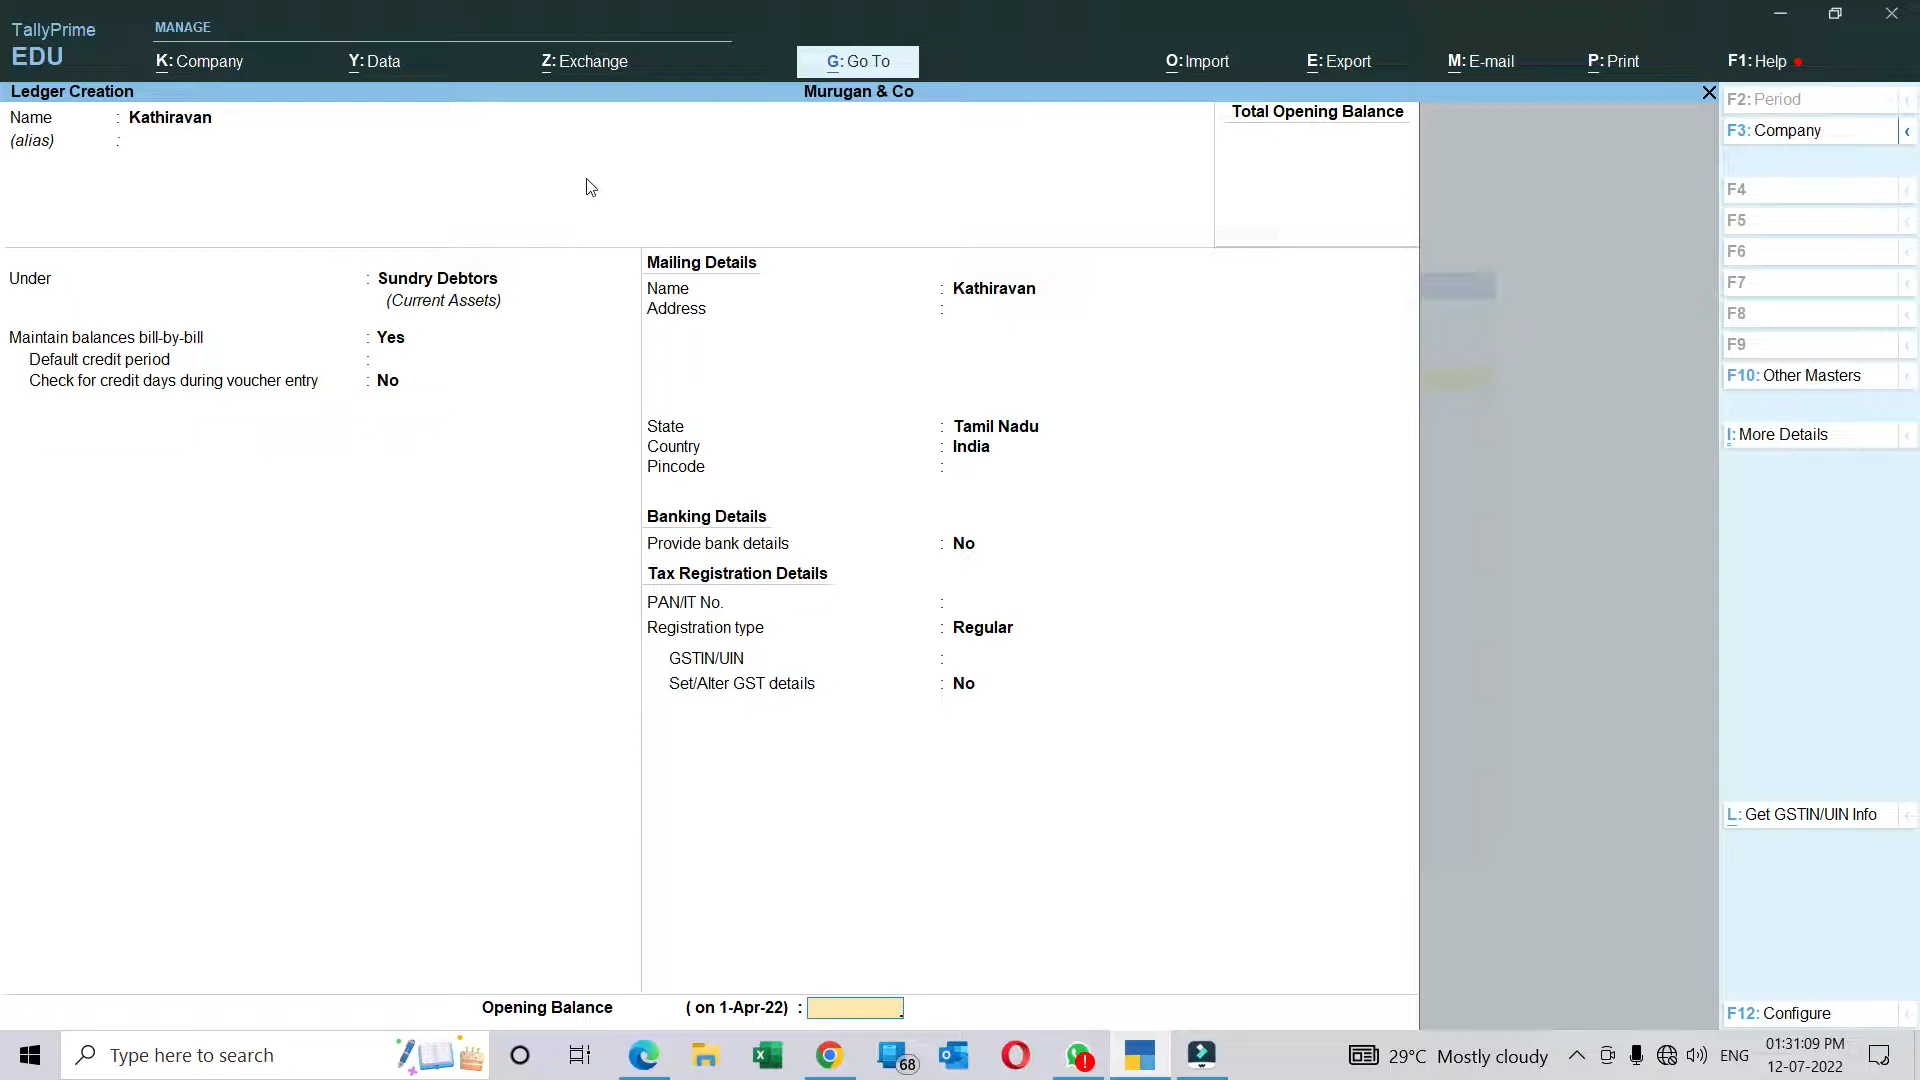 TallyPrime
EDU
MANAGE
K: Company
Y: Data
Z: Exchange
G: Go To
O: Import
E: Export
M: E-mail
P: Print
F1: Help
Ledger Creation
Murugan & Co
Name : Kathiravan
(alias) :
Total Opening Balance
Under : Sundry Debtors
(Current Assets)
Maintain balances bill-by-bill : Yes
Default credit period :
Check for credit days during voucher entry : No
Mailing Details
Name : Kathiravan
Address :
State : Tamil Nadu
Country : India
Pincode :
Banking Details
Provide bank details : No
Tax Registration Details
PAN/IT No. :
Registration type : Regular
GSTIN/UIN :
Set/Alter GST details : No
Opening Balance ( on 1-Apr-22) :
F2: Period
F3: Company
F4
F5
F6
F7
F8
F9
F10: Other Masters
I: More Details
L: Get GSTIN/UIN Info
F12: Configure
Type here to search
68
29°C Mostly cloudy
ENG
01:31:09 PM
12-07-2022